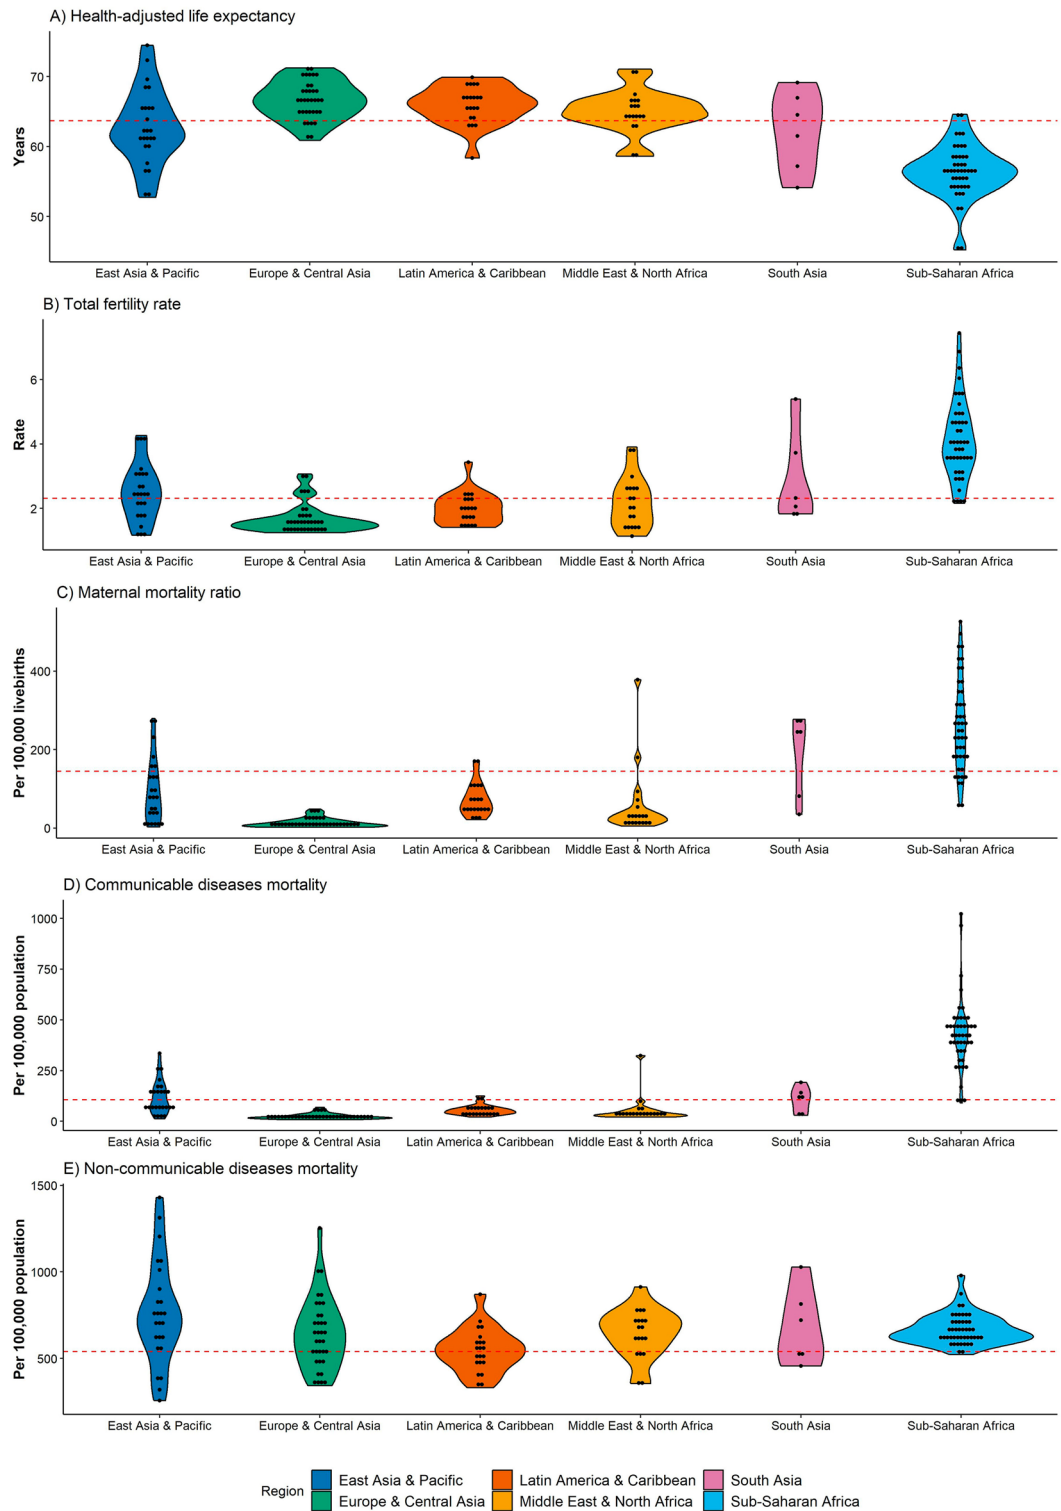 A) Health-adjusted life expectancy
70
60
50
Years
East Asia & Pacific Europe & Central Asia Latin America & Caribbean Middle East & North Africa South Asia Sub-Saharan Africa
B) Total fertility rate
6
4
2
Rate
East Asia & Pacific Europe & Central Asia Latin America & Caribbean Middle East & North Africa South Asia Sub-Saharan Africa
C) Maternal mortality ratio
400
200
0
Per 100,000 livebirths
East Asia & Pacific Europe & Central Asia Latin America & Caribbean Middle East & North Africa South Asia Sub-Saharan Africa
D) Communicable diseases mortality
1000
750
500
250
0
Per 100,000 population
East Asia & Pacific Europe & Central Asia Latin America & Caribbean Middle East & North Africa South Asia Sub-Saharan Africa
E) Non-communicable diseases mortality
1500
1000
500
Per 100,000 population
East Asia & Pacific Europe & Central Asia Latin America & Caribbean Middle East & North Africa South Asia Sub-Saharan Africa
Region
East Asia & Pacific Latin America & Caribbean South Asia
Europe & Central Asia Middle East & North Africa Sub-Saharan Africa